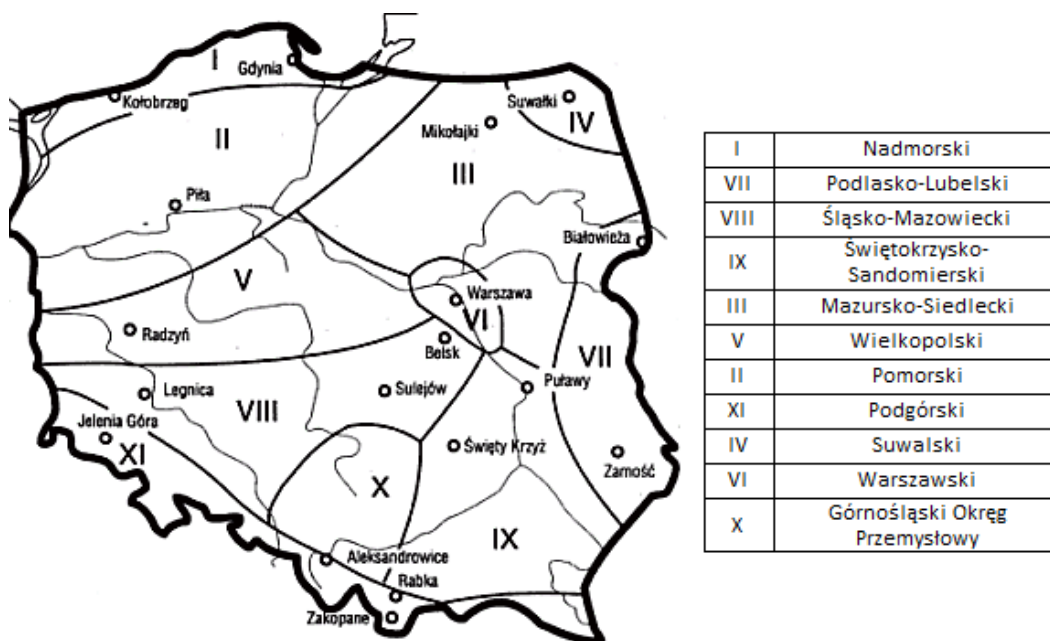 I
Gdynia
Kołobrzeg
Suwałki
IV
II
Mikołajki
III
Piła
Białowieża
V
Warszawa
VI
Radzyń
Belsk
VII
Legnica
Sulejów
Puławy
VIII
Jelenia Góra
Święty Krzyż
XI
Zamość
X
IX
Aleksandrowice
Rabka
Zakopane
I Nadmorski
VII Podlasko-Lubelski
VIII Śląsko-Mazowiecki
IX Świętokrzysko-
Sandomierski
III Mazursko-Siedlecki
V Wielkopolski
II Pomorski
XI Podgórski
IV Suwalski
VI Warszawski
X Górnośląski Okręg
Przemysłowy